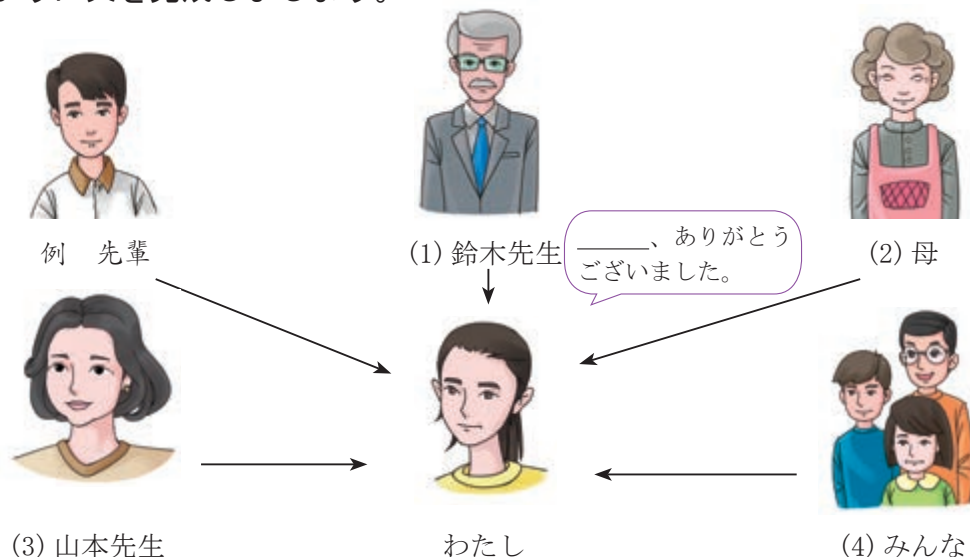 例　先輩
(1) 鈴木先生
＿＿＿、ありがとう
ございました。
(2) 母
(3) 山本先生
わたし
(4) みんな